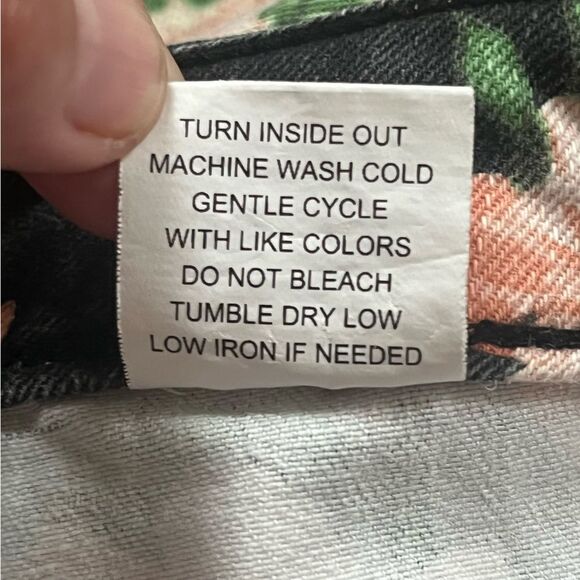 TURN INSIDE OUT
MACHINE WASH COLD
GENTLE CYCLE
WITH LIKE COLORS
DO NOT BLEACH
TUMBLE DRY LOW
LOW IRON IF NEEDED